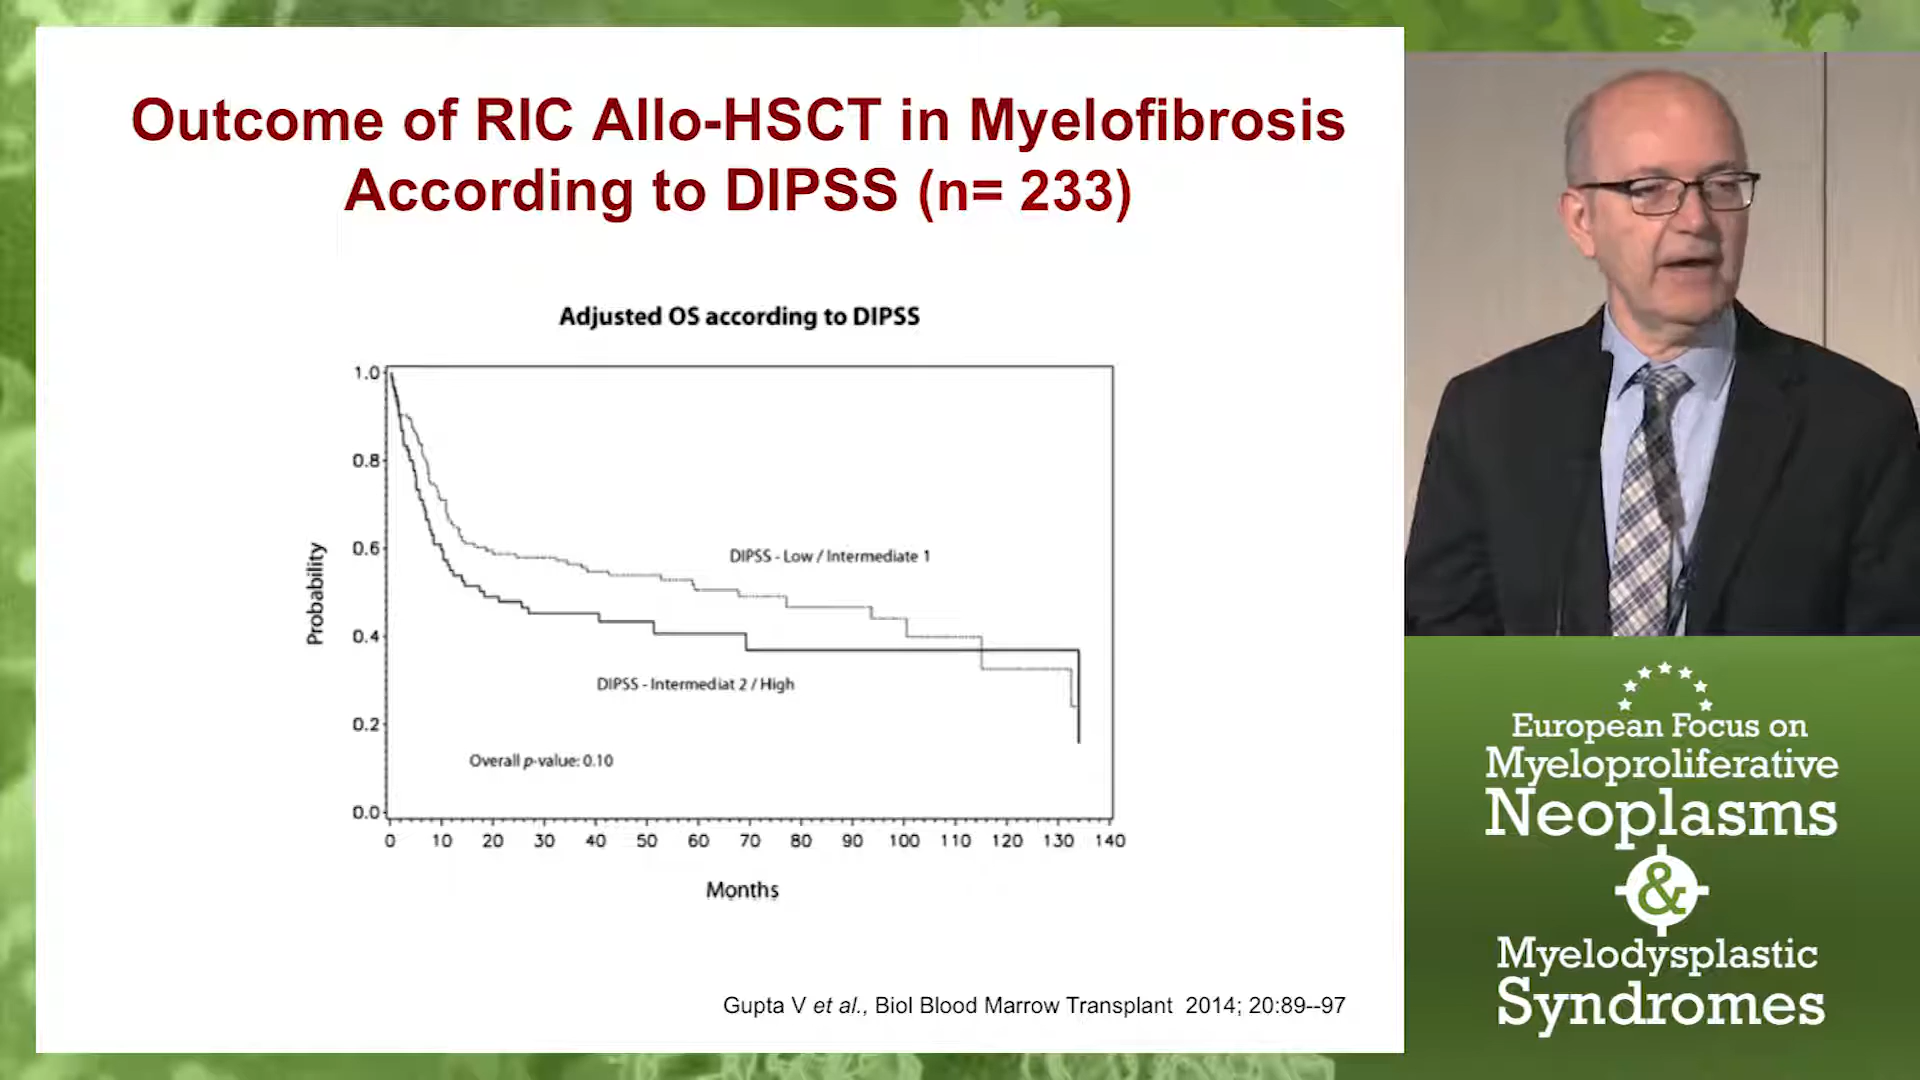 Outcome of RIC Allo-HSCT in Myelofibrosis
According to DIPSS (n= 233)
Adjusted OS according to DIPSS
1.0
0.8
0.6
0.4
0.2
0.0
Probability
DIPSS - Low / Intermediate 1
DIPSS - Intermediat 2 / High
Overall p-value: 0.10
0 10 20 30 40 50 60 70 80 90 100 110 120 130 140
Months
Gupta V et al., Biol Blood Marrow Transplant 2014; 20:89--97
European Focus on
Myeloproliferative
Neoplasms
&
Myelodysplastic
Syndromes